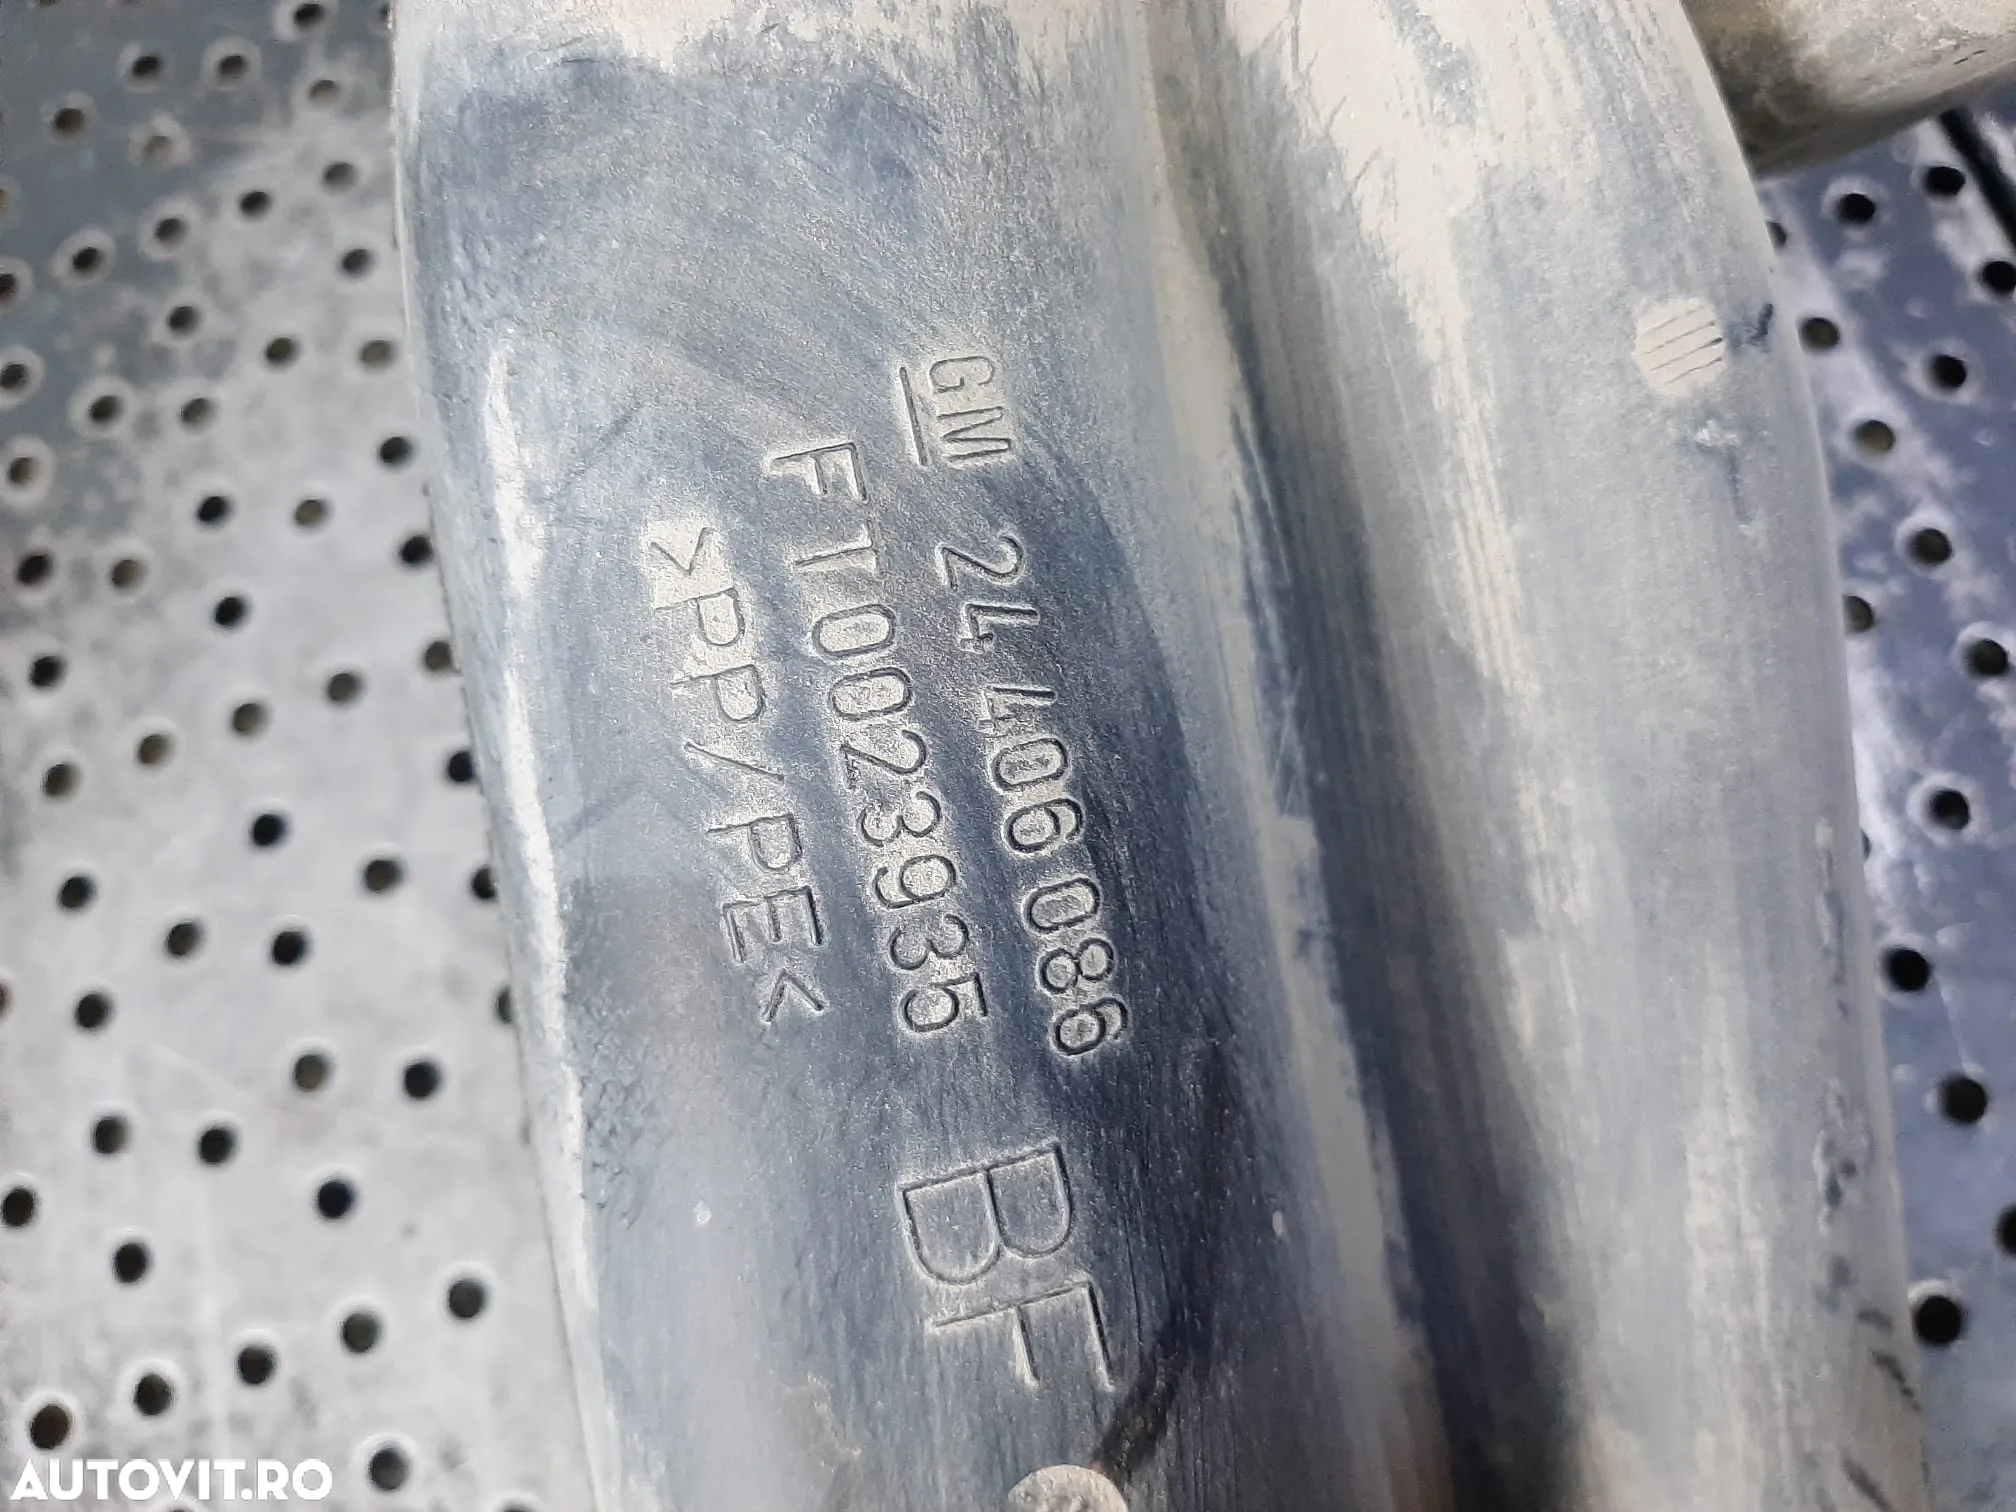 GM 24 406 086
FT0023935
>PP/PE<
BF
AUTOVIT.RO